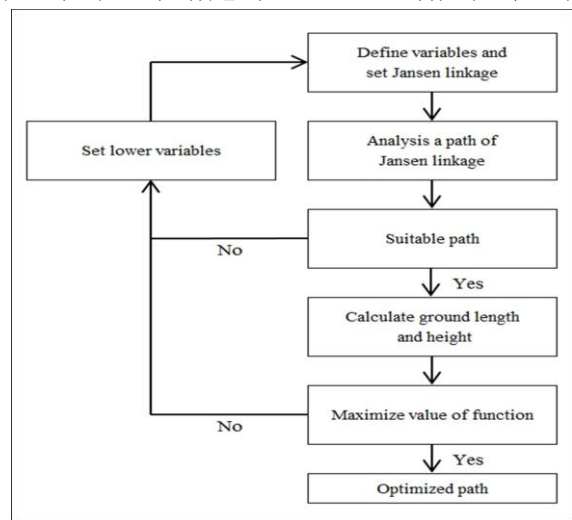 Define variables and
set Jansen linkage
Set lower variables
Analysis a path of
Jansen linkage
Suitable path
No
Yes
Calculate ground length
and height
Maximize value of function
No
Yes
Optimized path